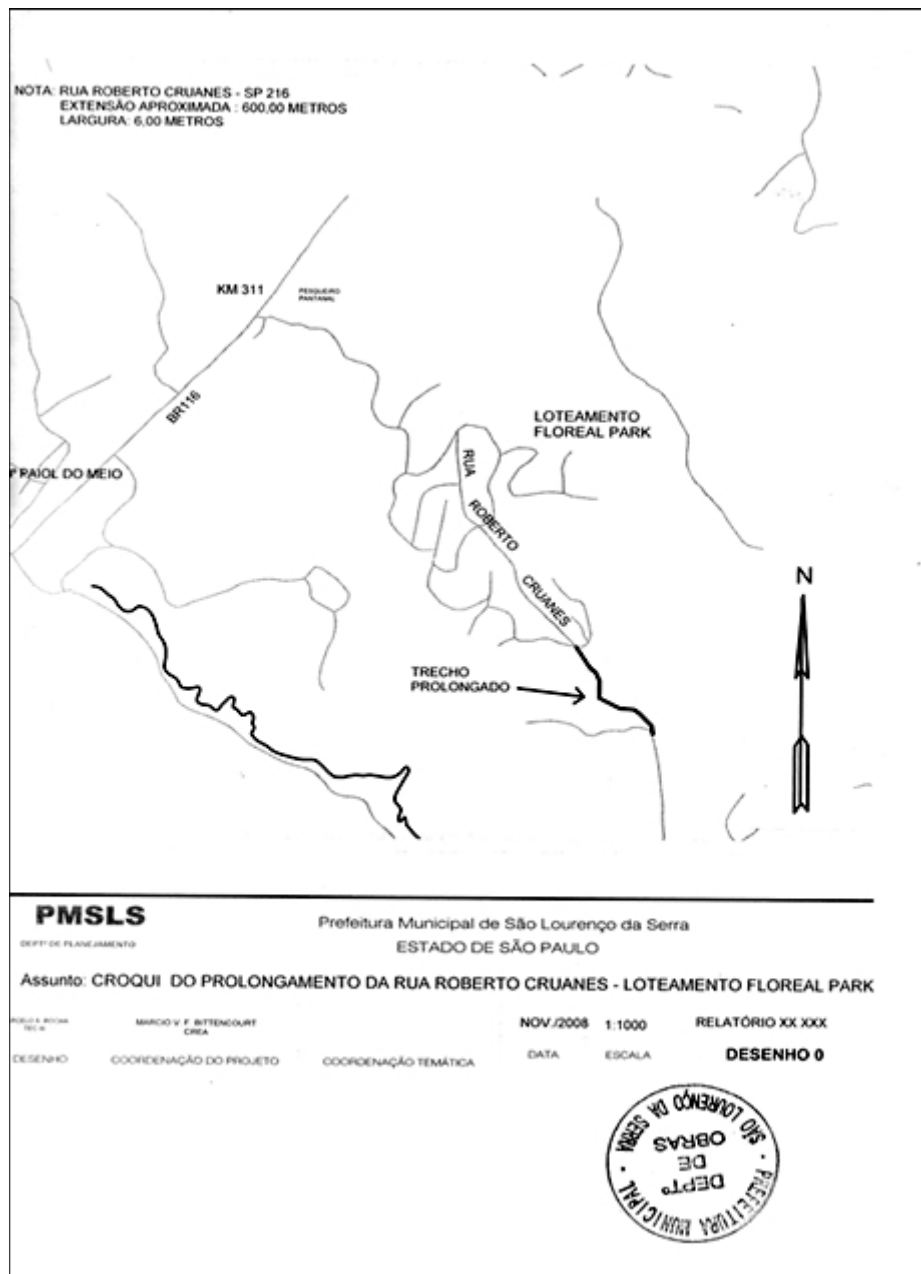 NOTA: RUA ROBERTO CRUANES - SP 216
EXTENSÃO APROXIMADA : 600,00 METROS
LARGURA: 6,00 METROS
KM 311
PESQUEIRO
PANTANAL
BR116
LOTEAMENTO
FLOREAL PARK
RUA
ROBERTO
CRUANES
PAIOL DO MEIO
N
TRECHO
PROLONGADO
PMSLS
DEPTº DE PLANEJAMENTO
Prefeitura Municipal de São Lourenço da Serra
ESTADO DE SÃO PAULO
Assunto: CROQUI DO PROLONGAMENTO DA RUA ROBERTO CRUANES - LOTEAMENTO FLOREAL PARK
MARCIO V. F. BITTENCOURT
CREA
NOV./2008 1:1000 RELATÓRIO XX XXX
DESENHO COORDENAÇÃO DO PROJETO COORDENAÇÃO TEMÁTICA DATA ESCALA DESENHO 0
PREFEITURA MUNICIPAL
SÃO LOURENÇO DA SERRA
DEPTº
DE
OBRAS